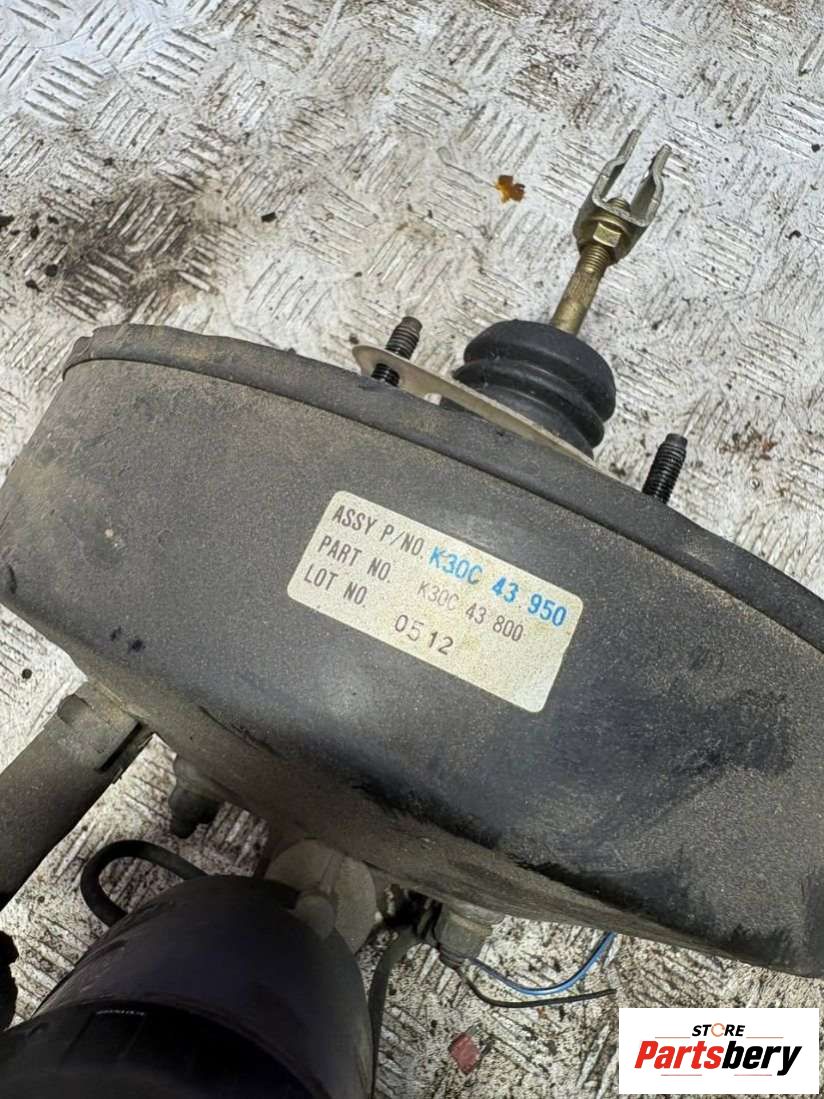 ASSY P/NO. K30C 43 950
PART NO. K30C 43 800
LOT NO. 0512
STORE
Partsbery